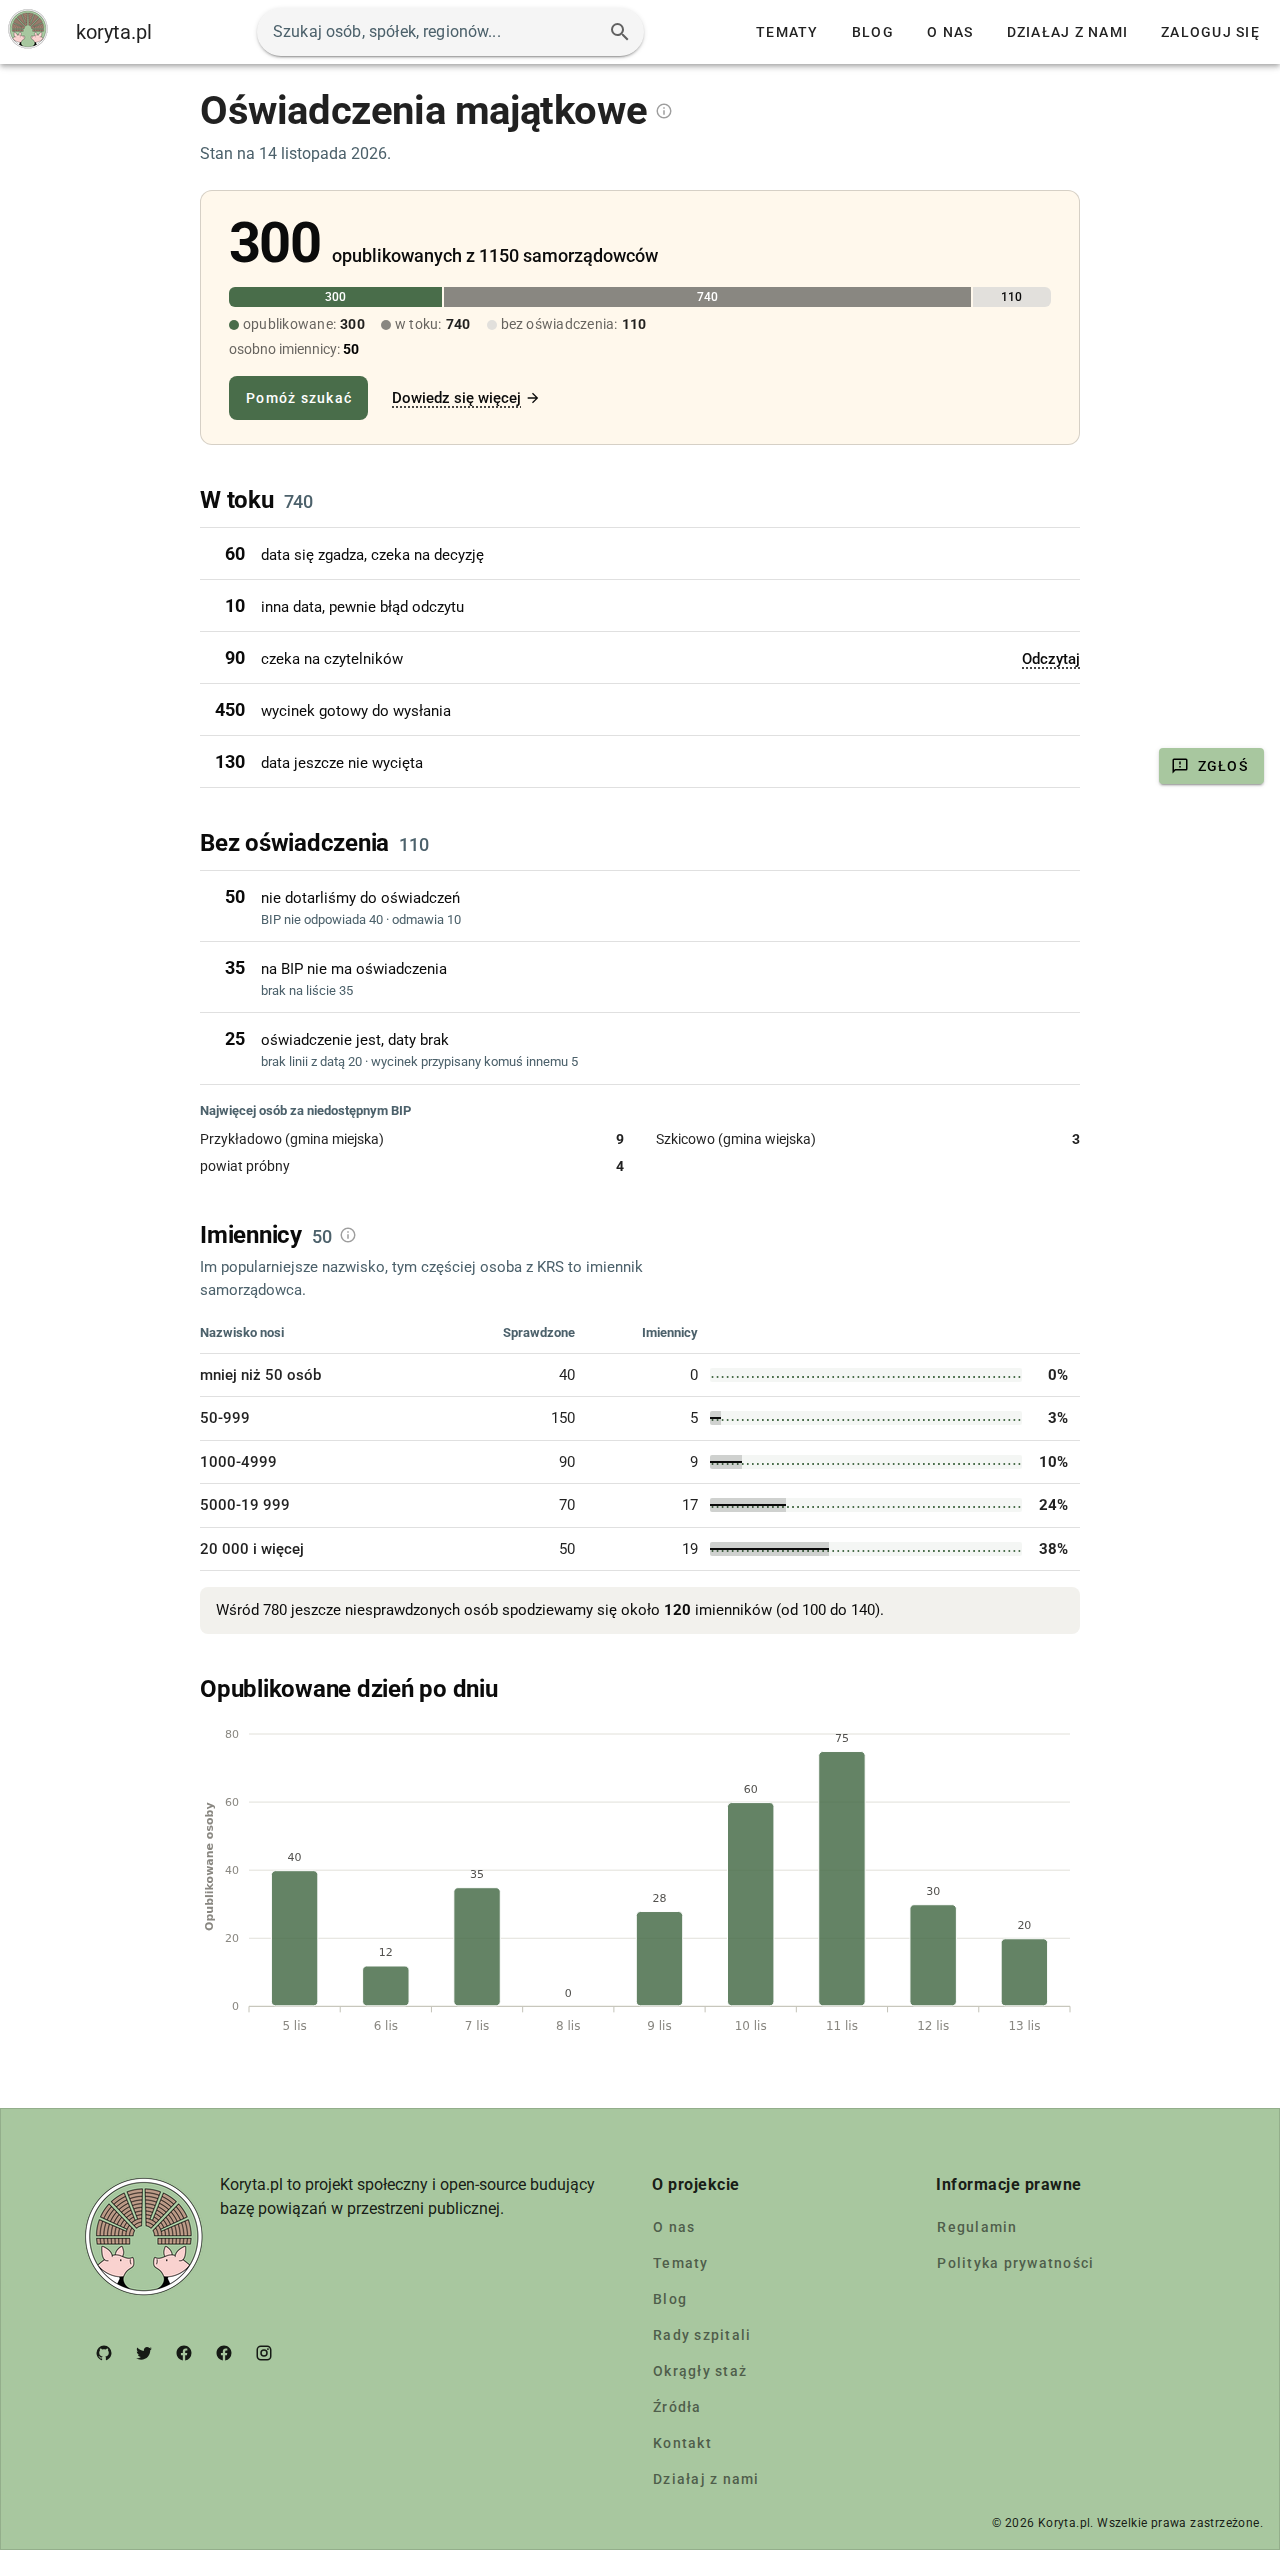 koryta.pl
Szukaj osób, spółek, regionów...
TEMATY
BLOG
O NAS
DZIAŁAJ Z NAMI
ZALOGUJ SIĘ
Oświadczenia majątkowe
Stan na 14 listopada 2026.
300 opublikowanych z 1150 samorządowców
300 740 110
opublikowane: 300 w toku: 740 bez oświadczenia: 110
osobno imiennicy: 50
Pomóż szukać Dowiedz się więcej →
W toku 740
60 data się zgadza, czeka na decyzję
10 inna data, pewnie błąd odczytu
90 czeka na czytelników Odczytaj
450 wycinek gotowy do wysłania
130 data jeszcze nie wycięta
ZGŁOŚ
Bez oświadczenia 110
50 nie dotarliśmy do oświadczeń
BIP nie odpowiada 40 · odmawia 10
35 na BIP nie ma oświadczenia
brak na liście 35
25 oświadczenie jest, daty brak
brak linii z datą 20 · wycinek przypisany komuś innemu 5
Najwięcej osób za niedostępnym BIP
Przykładowo (gmina miejska) 9 Szkicowo (gmina wiejska) 3
powiat próbny 4
Imiennicy 50
Im popularniejsze nazwisko, tym częściej osoba z KRS to imiennik
samorządowca.
Nazwisko nosi Sprawdzone Imiennicy
mniej niż 50 osób 40 0 0%
50-999 150 5 3%
1000-4999 90 9 10%
5000-19 999 70 17 24%
20 000 i więcej 50 19 38%
Wśród 780 jeszcze niesprawdzonych osób spodziewamy się około 120 imienników (od 100 do 140).
Opublikowane dzień po dniu
Opublikowane osoby
80
60
40
20
0
40 12 35 0 28 60 75 30 20
5 lis 6 lis 7 lis 8 lis 9 lis 10 lis 11 lis 12 lis 13 lis
Koryta.pl to projekt społeczny i open-source budujący
bazę powiązań w przestrzeni publicznej.
O projekcie
O nas
Tematy
Blog
Rady szpitali
Okrągły staż
Źródła
Kontakt
Działaj z nami
Informacje prawne
Regulamin
Polityka prywatności
© 2026 Koryta.pl. Wszelkie prawa zastrzeżone.